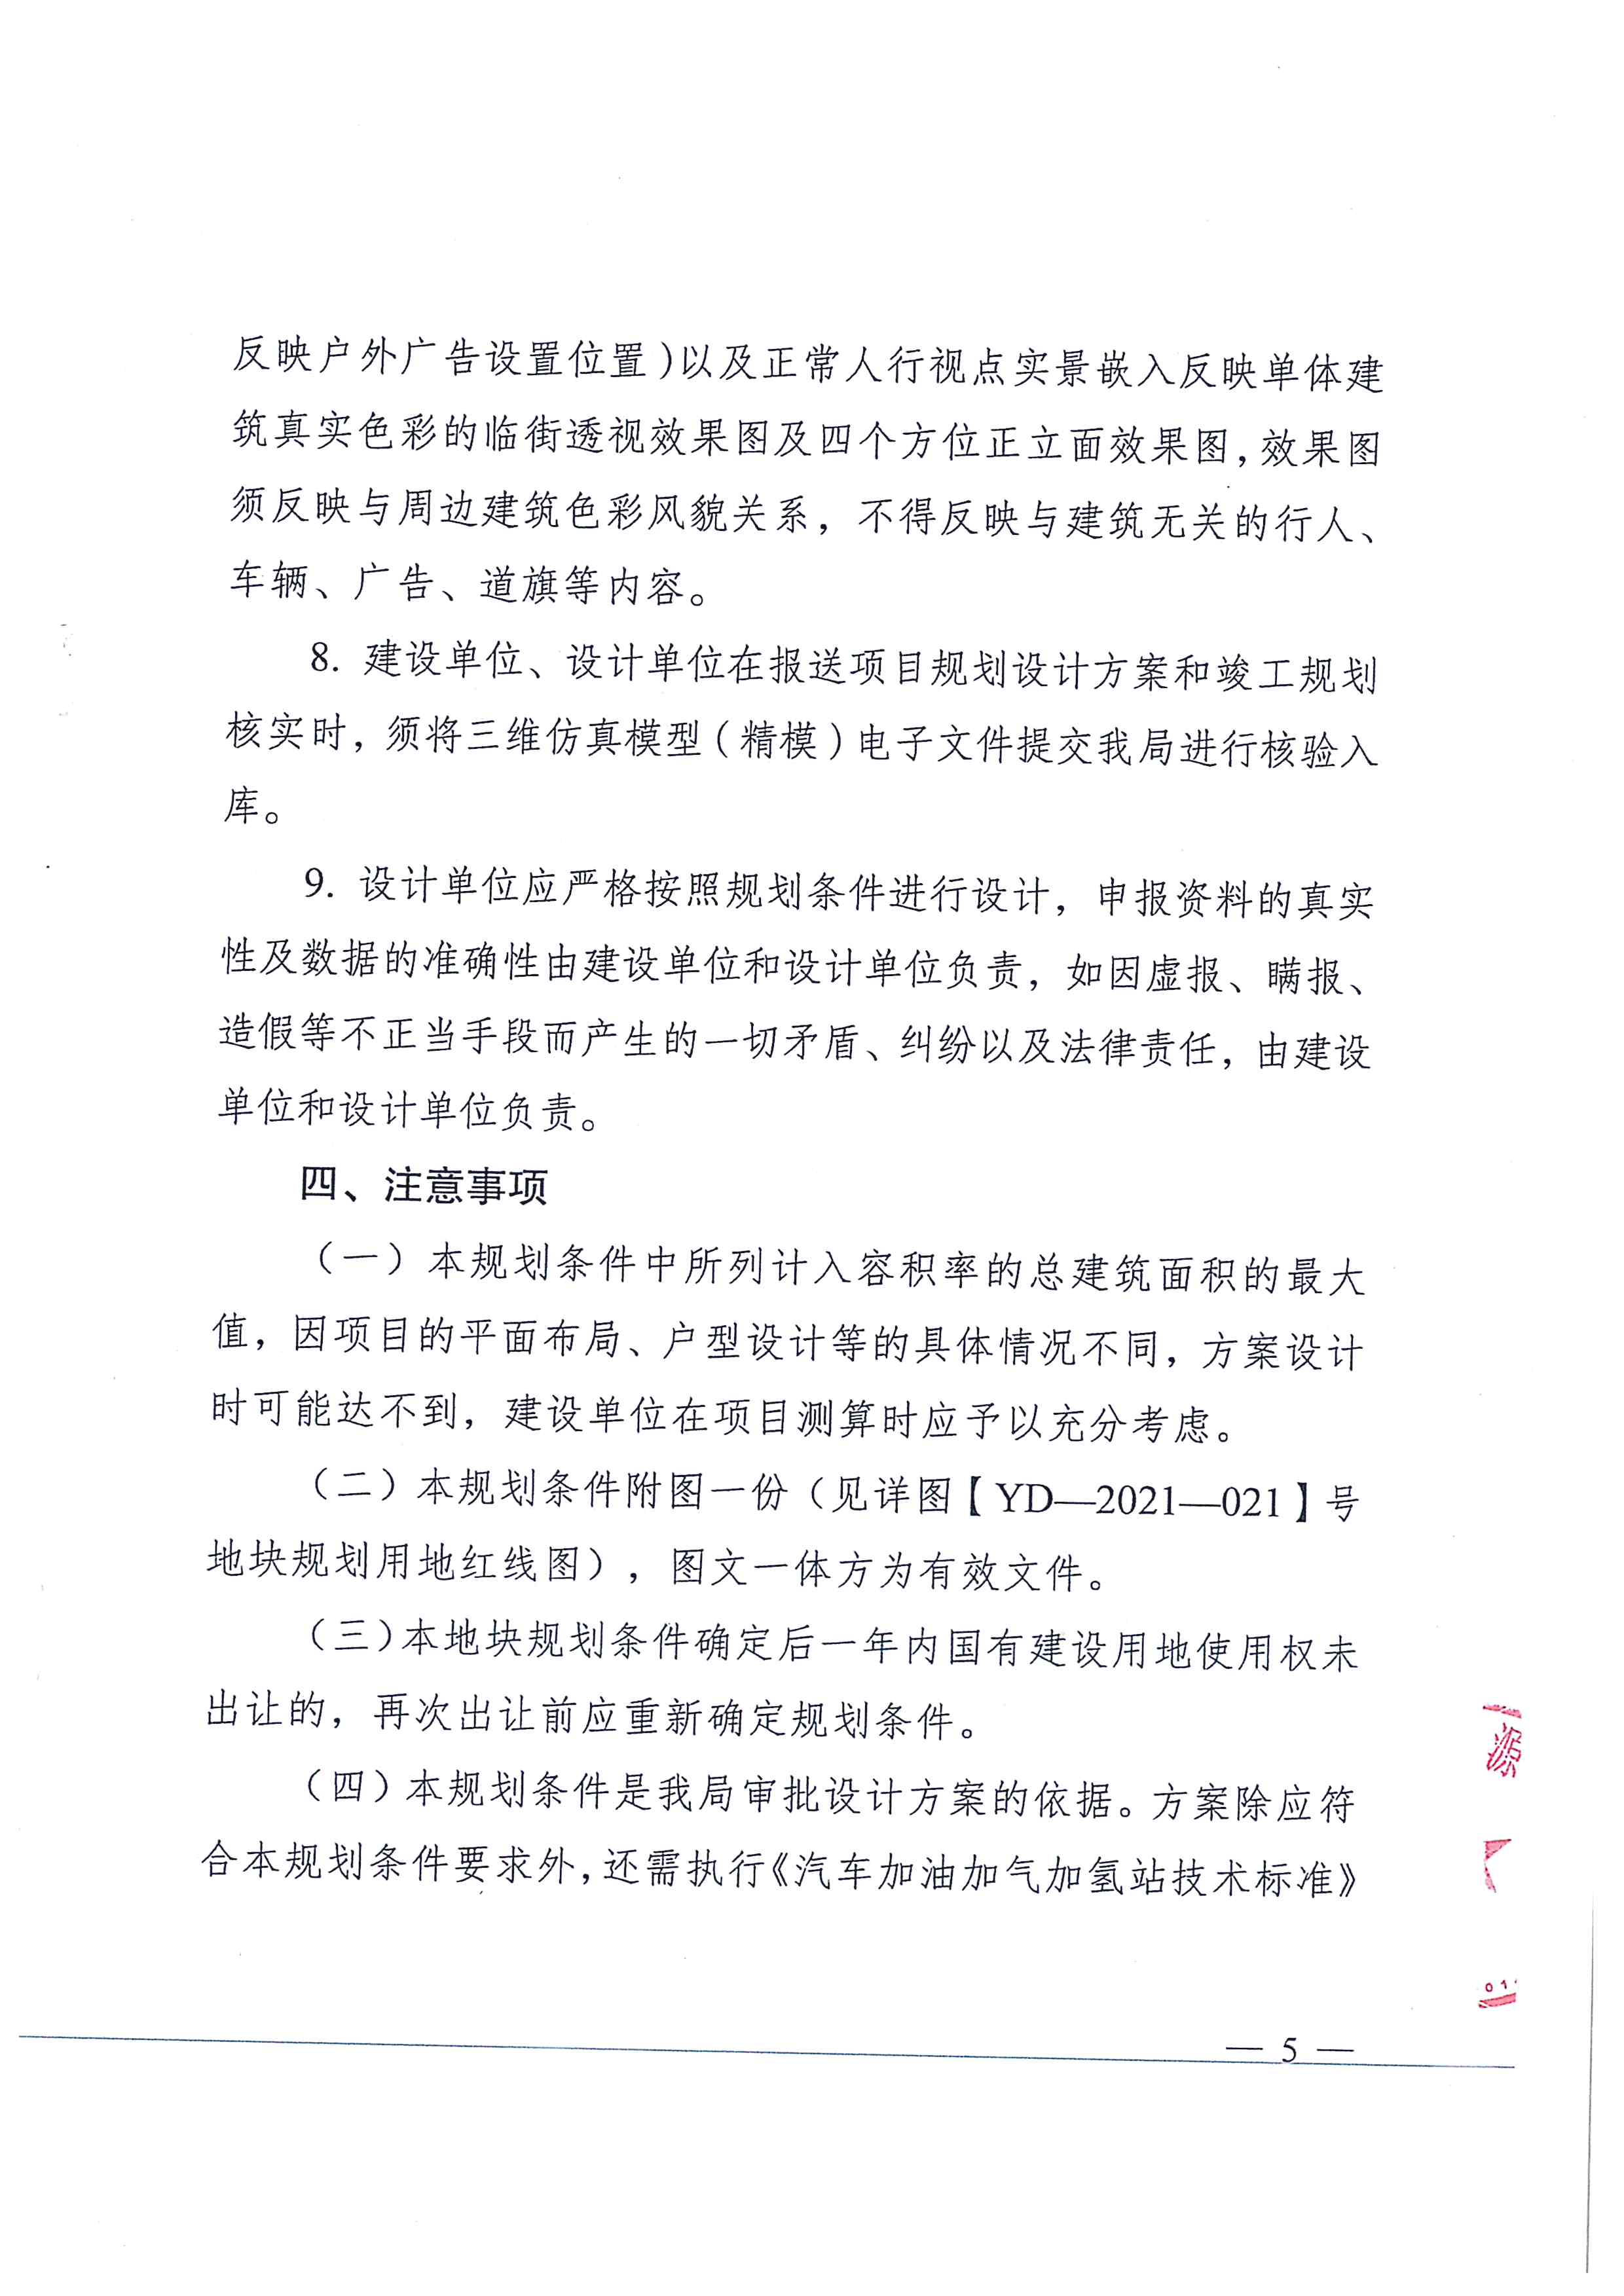 反映户外广告设置位置)以及正常人行视点实景嵌入反映单体建
筑真实色彩的临街透视效果图及四个方位正立面效果图,效果图
须反映与周边建筑色彩风貌关系，不得反映与建筑无关的行人、
车辆、广告、道旗等内容。
8. 建设单位、设计单位在报送项目规划设计方案和竣工规划
核实时，须将三维仿真模型（精模）电子文件提交我局进行核验入
库。
9. 设计单位应严格按照规划条件进行设计，申报资料的真实
性及数据的准确性由建设单位和设计单位负责，如因虚报、瞒报、
造假等不正当手段而产生的一切矛盾、纠纷以及法律责任，由建设
单位和设计单位负责。
四、注意事项
（一）本规划条件中所列计入容积率的总建筑面积的最大
值，因项目的平面布局、户型设计等的具体情况不同，方案设计
时可能达不到，建设单位在项目测算时应予以充分考虑。
（二）本规划条件附图一份（见详图【YD—2021—021】号
地块规划用地红线图），图文一体方为有效文件。
（三）本地块规划条件确定后一年内国有建设用地使用权未
出让的，再次出让前应重新确定规划条件。
（四）本规划条件是我局审批设计方案的依据。方案除应符
合本规划条件要求外,还需执行《汽车加油加气加氢站技术标准》
源
01
— 5 —